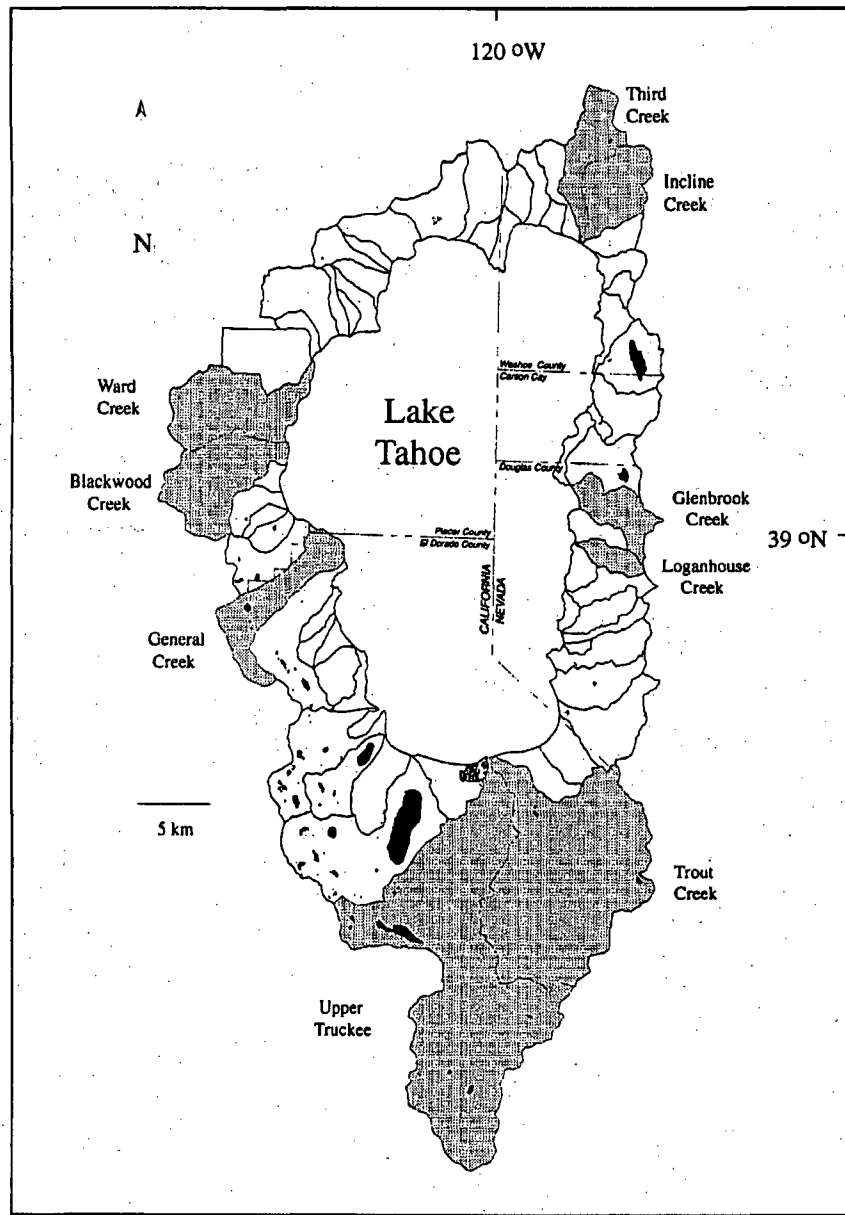 120 oW
Third
Creek
Incline
Creek
N
Washoe County
Carson City
Ward
Creek
Lake
Tahoe
Douglas County
Blackwood
Creek
Glenbrook
Creek
Placer County
El Dorado County
39 oN
Loganhouse
Creek
CALIFORNIA
NEVADA
General
Creek
5 km
Trout
Creek
Upper
Truckee